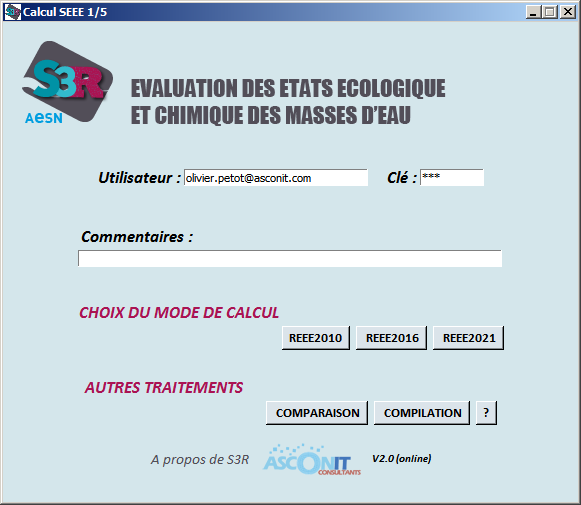 Calcul SEEE 1/5
S3R
AESN
EVALUATION DES ETATS ECOLOGIQUE
ET CHIMIQUE DES MASSES D'EAU
Utilisateur : olivier.petot@asconit.com Clé : ***
Commentaires :
CHOIX DU MODE DE CALCUL
REEE2010 REEE2016 REEE2021
AUTRES TRAITEMENTS
COMPARAISON COMPILATION ?
A propos de S3R ASCONIT CONSULTANTS V2.0 (online)